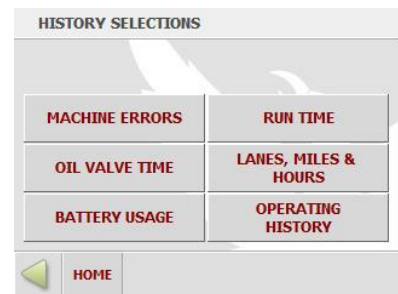 HISTORY SELECTIONS
MACHINE ERRORS
RUN TIME
OIL VALVE TIME
LANES, MILES &
HOURS
BATTERY USAGE
OPERATING
HISTORY
HOME